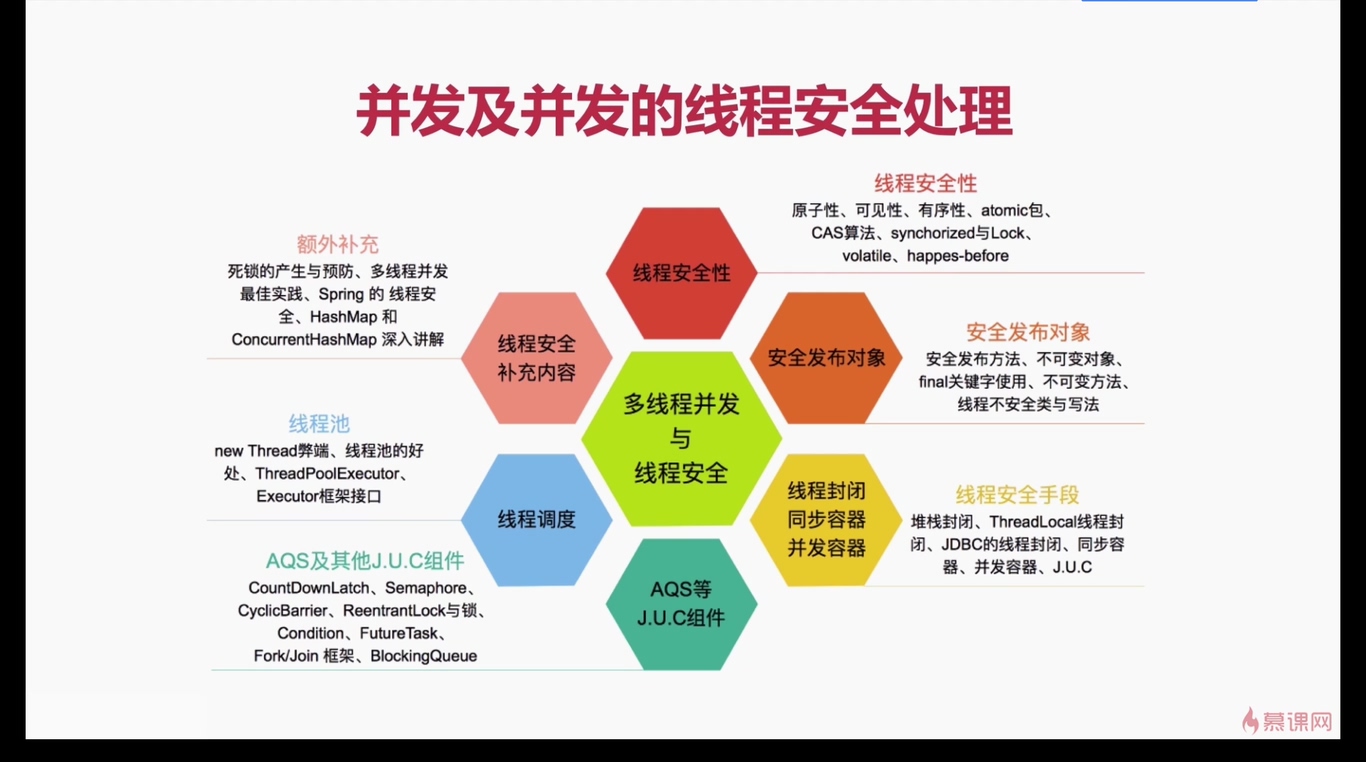 并发及并发的线程安全处理
线程安全性
原子性、可见性、有序性、atomic包、
CAS算法、synchorized与Lock、
volatile、happes-before
线程安全性
额外补充
死锁的产生与预防、多线程并发
最佳实践、Spring 的 线程安
全、HashMap 和
ConcurrentHashMap 深入讲解
线程安全
补充内容
安全发布对象
安全发布对象
安全发布方法、不可变对象、
final关键字使用、不可变方法、
线程不安全类与写法
多线程并发
与
线程安全
线程池
new Thread弊端、线程池的好
处、ThreadPoolExecutor、
Executor框架接口
线程调度
线程封闭
同步容器
并发容器
线程安全手段
堆栈封闭、ThreadLocal线程封
闭、JDBC的线程封闭、同步容
器、并发容器、J.U.C
AQS及其他J.U.C组件
CountDownLatch、Semaphore、
CyclicBarrier、ReentrantLock与锁、
Condition、FutureTask、
Fork/Join 框架、BlockingQueue
AQS等
J.U.C组件
慕课网